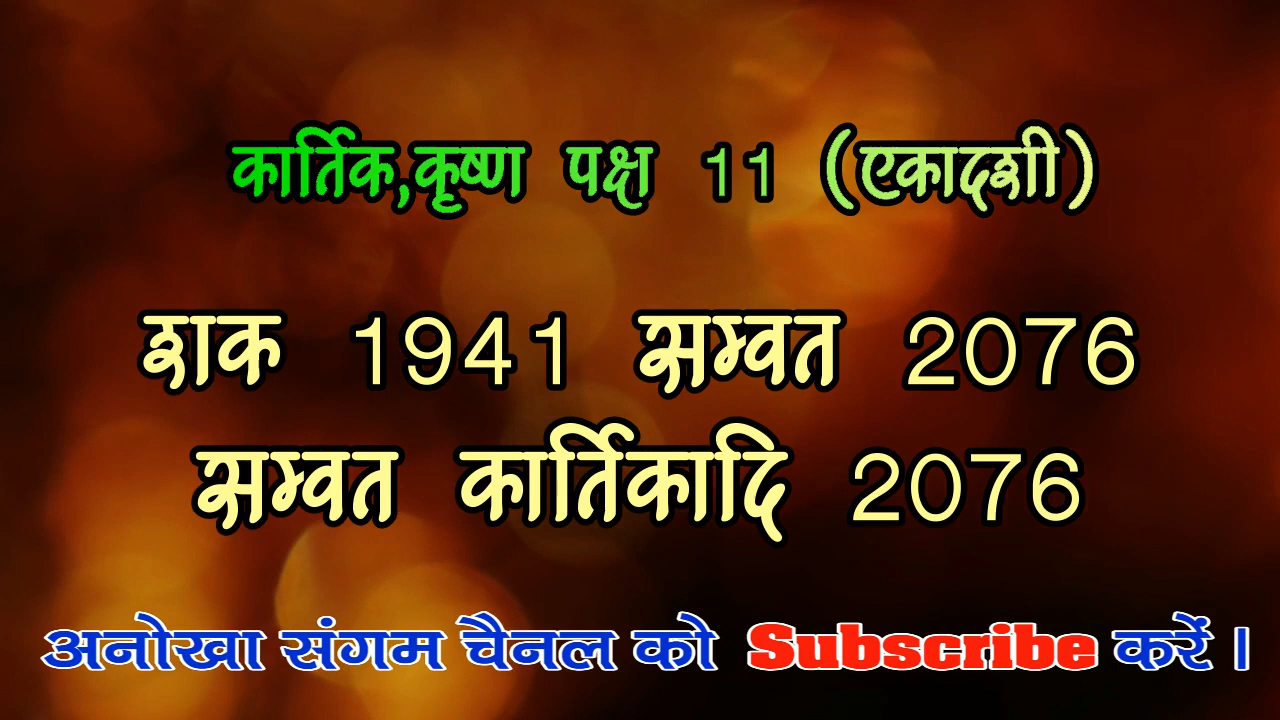 कार्तिक,कृष्ण पक्ष 11 (एकादशी)
शक 1941 सम्वत 2076
सम्वत कार्तिकादि 2076
अनोखा संगम चैनल को Subscribe करें।